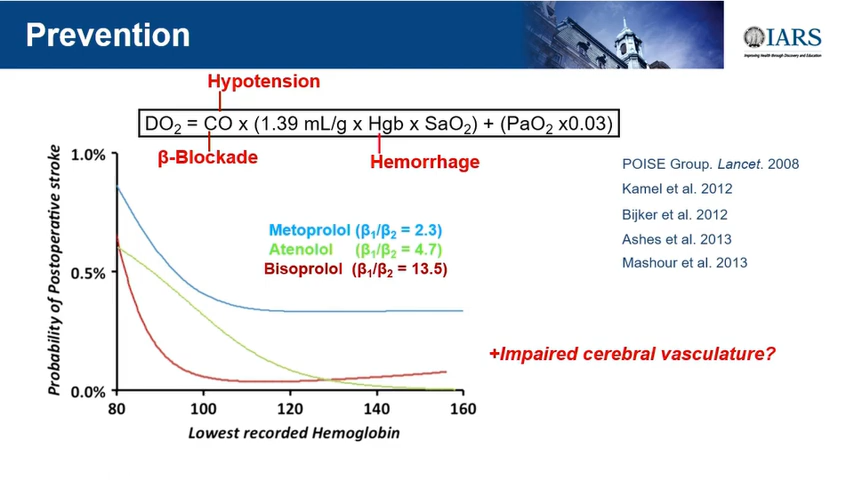 Prevention
IARS
Improving Health through Discovery and Education
Hypotension
DO₂ = CO x (1.39 mL/g x Hgb x SaO₂) + (PaO₂ x0.03)
β-Blockade
Hemorrhage
POISE Group. Lancet. 2008
Kamel et al. 2012
Bijker et al. 2012
Ashes et al. 2013
Mashour et al. 2013
Probability of Postoperative stroke
1.0%
0.5%
0.0%
Metoprolol (β₁/β₂ = 2.3)
Atenolol (β₁/β₂ = 4.7)
Bisoprolol (β₁/β₂ = 13.5)
+Impaired cerebral vasculature?
80 100 120 140 160
Lowest recorded Hemoglobin